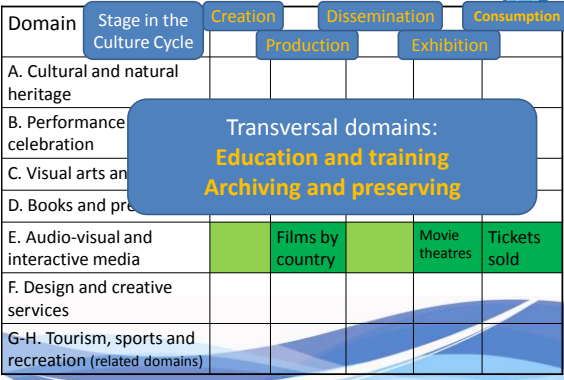 Domain
Stage in the
Culture Cycle
Creation
Dissemination
Consumption
Production
Exhibition
A. Cultural and natural
heritage
B. Performance
celebration
Transversal domains:
Education and training
Archiving and preserving
C. Visual arts an
D. Books and pre
E. Audio-visual and
interactive media
Films by
country
Movie
theatres
Tickets
sold
F. Design and creative
services
G-H. Tourism, sports and
recreation (related domains)